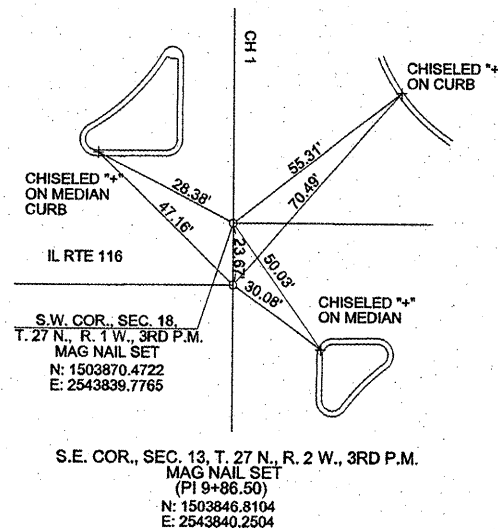 CH 1
CHISELED "+"
ON CURB
55.31'
70.49'
CHISELED "+"
ON MEDIAN
CURB
28.38'
47.16'
23.67'
50.03'
30.08'
IL RTE 116
CHISELED "+"
ON MEDIAN
S.W. COR., SEC. 18,
T. 27 N., R. 1 W., 3RD P.M.
MAG NAIL SET
N: 1503870.4722
E: 2543839.7765
S.E. COR., SEC. 13, T. 27 N., R. 2 W., 3RD P.M.
MAG NAIL SET
(PI 9+86.50)
N: 1503846.8104
E: 2543840.2504